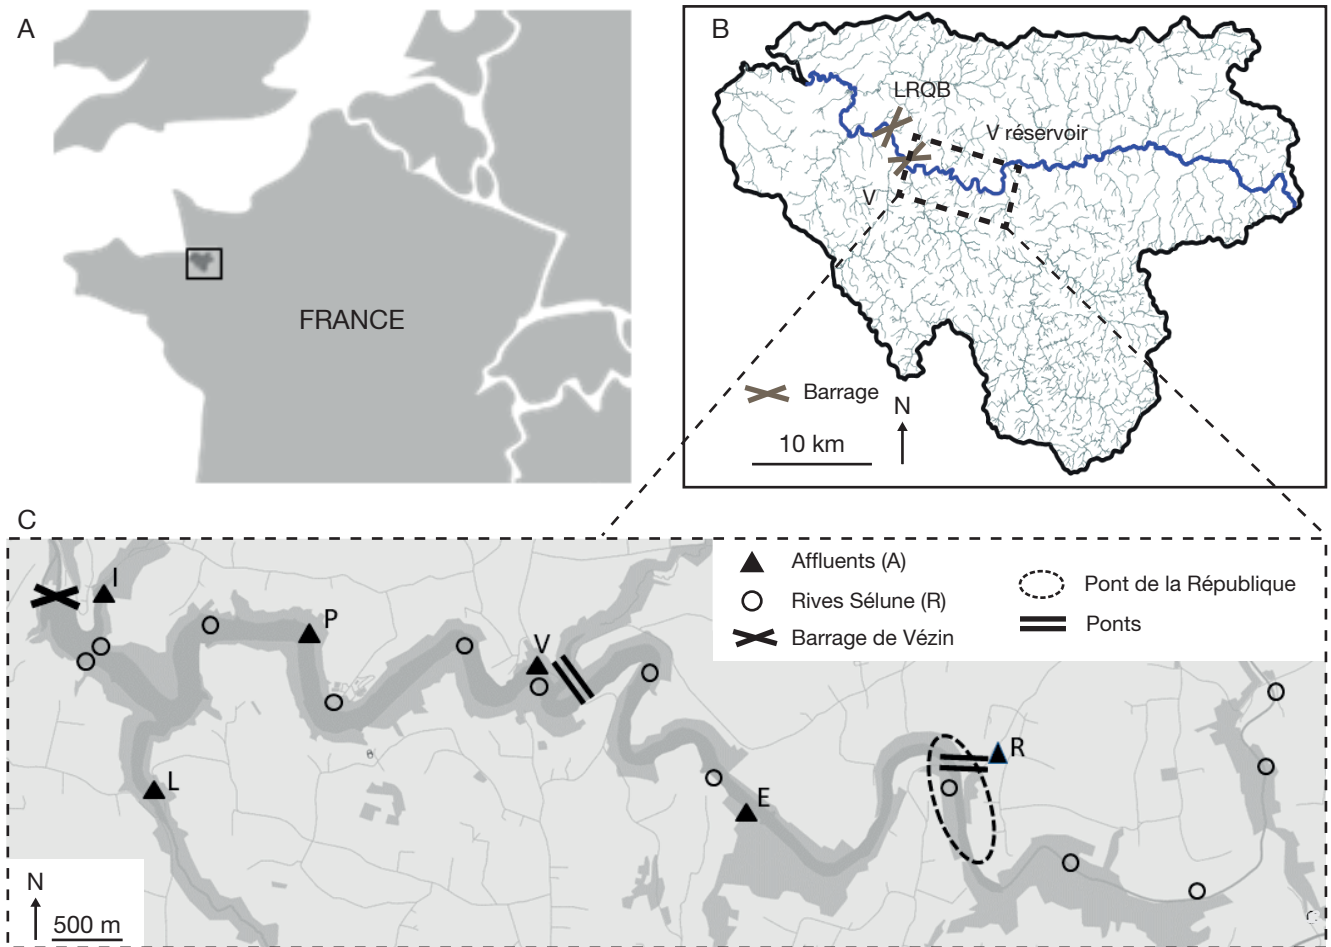 A
FRANCE
B
LRQB
V réservoir
V
Barrage
N
10 km
C
Affluents (A)
Rives Sélune (R)
Barrage de Vézin
Pont de la République
Ponts
I
P
V
L
E
R
N
500 m